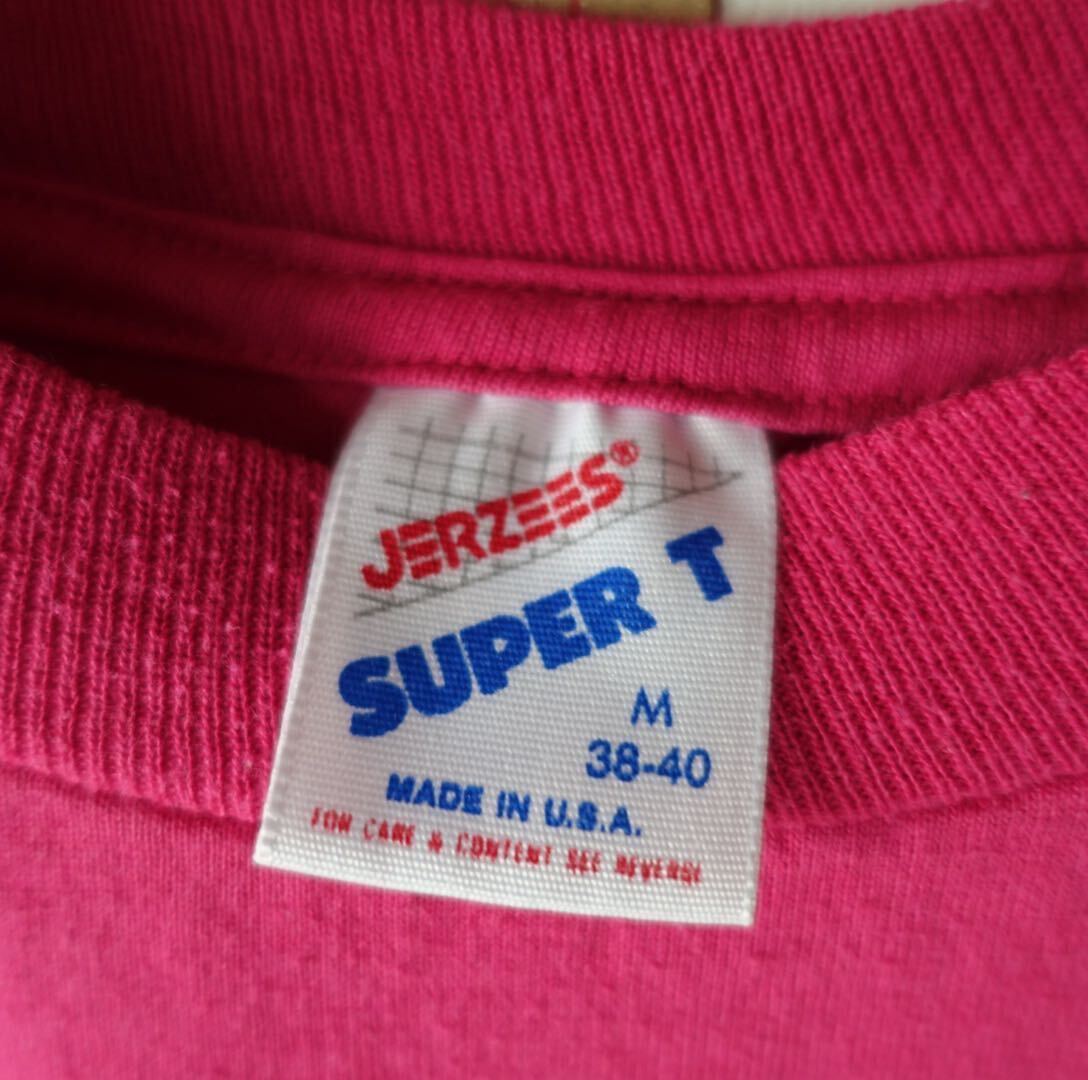 JERZEES®
SUPER T
M
38-40
MADE IN U.S.A.
FOR CARE & CONTENT SEE REVERSE